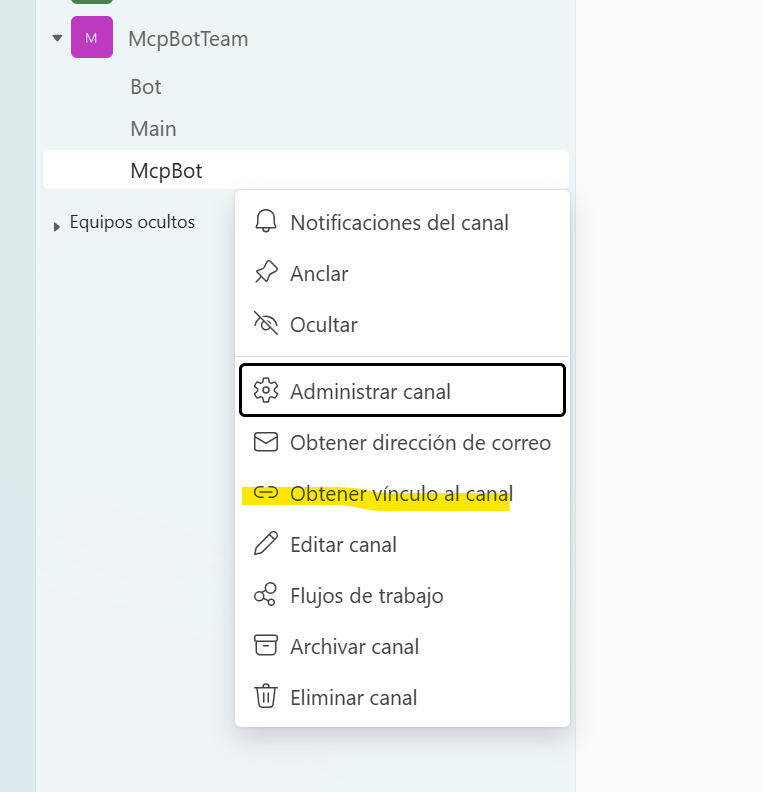 M McpBotTeam
Bot
Main
McpBot
Equipos ocultos
Notificaciones del canal
Anclar
Ocultar
Administrar canal
Obtener dirección de correo
Obtener vínculo al canal
Editar canal
Flujos de trabajo
Archivar canal
Eliminar canal